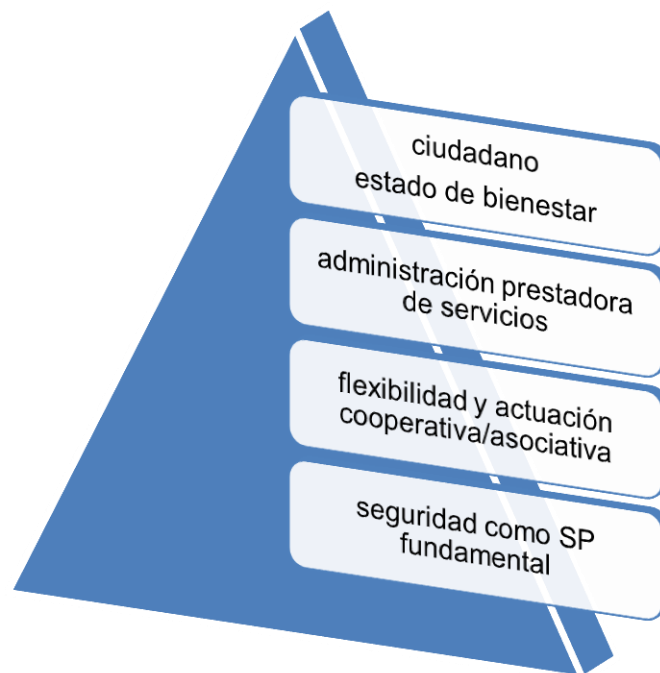 ciudadano
estado de bienestar
administración prestadora
de servicios
flexibilidad y actuación
cooperativa/asociativa
seguridad como SP
fundamental